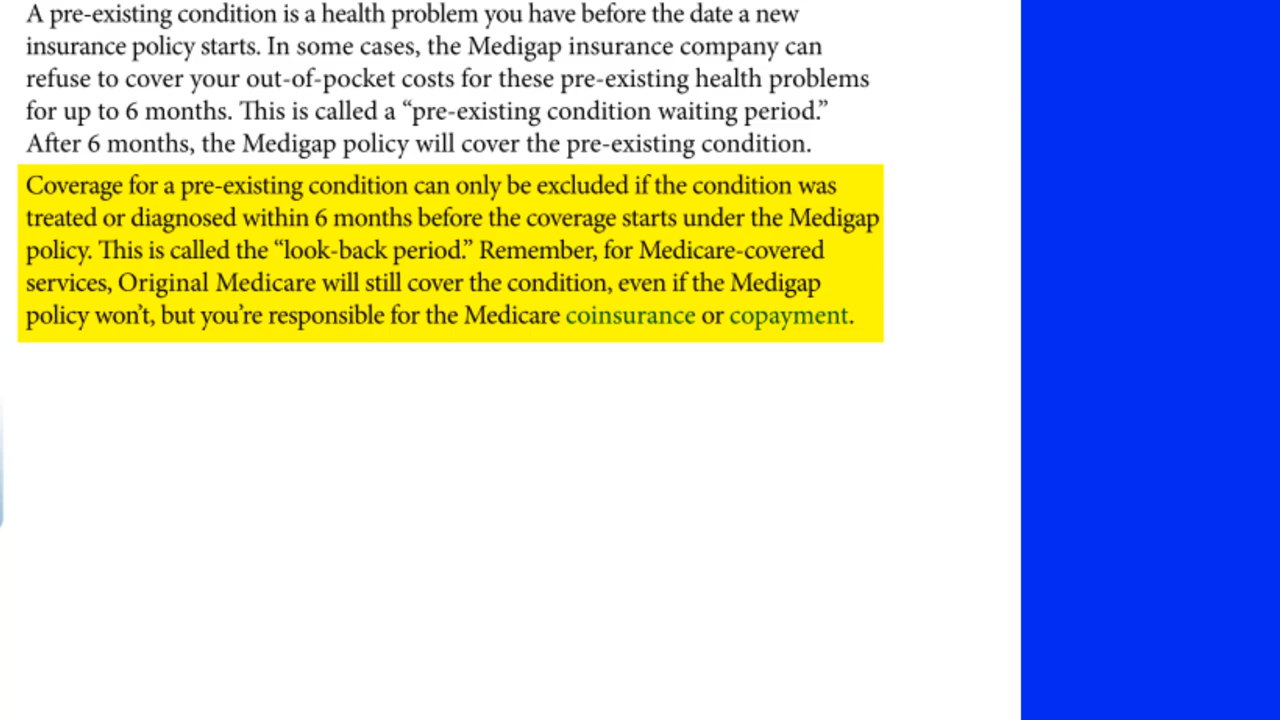 A pre-existing condition is a health problem you have before the date a new
insurance policy starts. In some cases, the Medigap insurance company can
refuse to cover your out-of-pocket costs for these pre-existing health problems
for up to 6 months. This is called a “pre-existing condition waiting period.”
After 6 months, the Medigap policy will cover the pre-existing condition.
Coverage for a pre-existing condition can only be excluded if the condition was
treated or diagnosed within 6 months before the coverage starts under the Medigap
policy. This is called the “look-back period.” Remember, for Medicare-covered
services, Original Medicare will still cover the condition, even if the Medigap
policy won’t, but you’re responsible for the Medicare coinsurance or copayment.